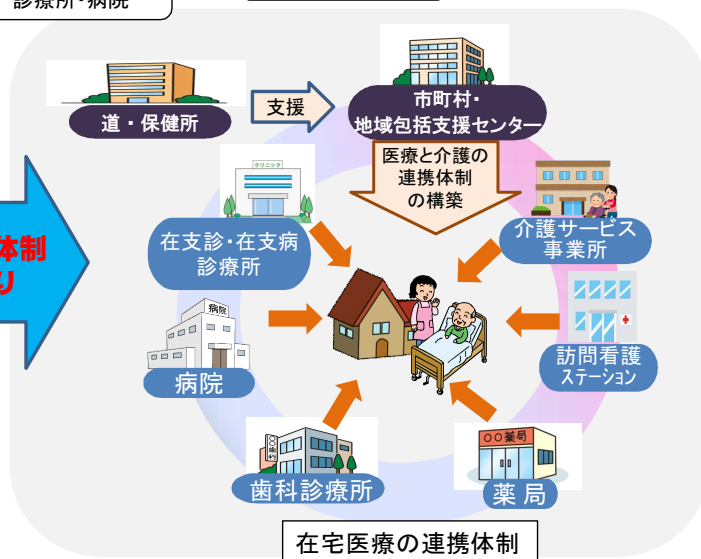 診療所・病院
道・保健所
支援
市町村・
地域包括支援センター
医療と介護の
連携体制
の構築
クリニック
在支診・在支病
診療所
介護サービス
事業所
体制
り
病院
病院
訪問看護
ステーション
歯科診療所
〇〇薬局
薬 局
在宅医療の連携体制